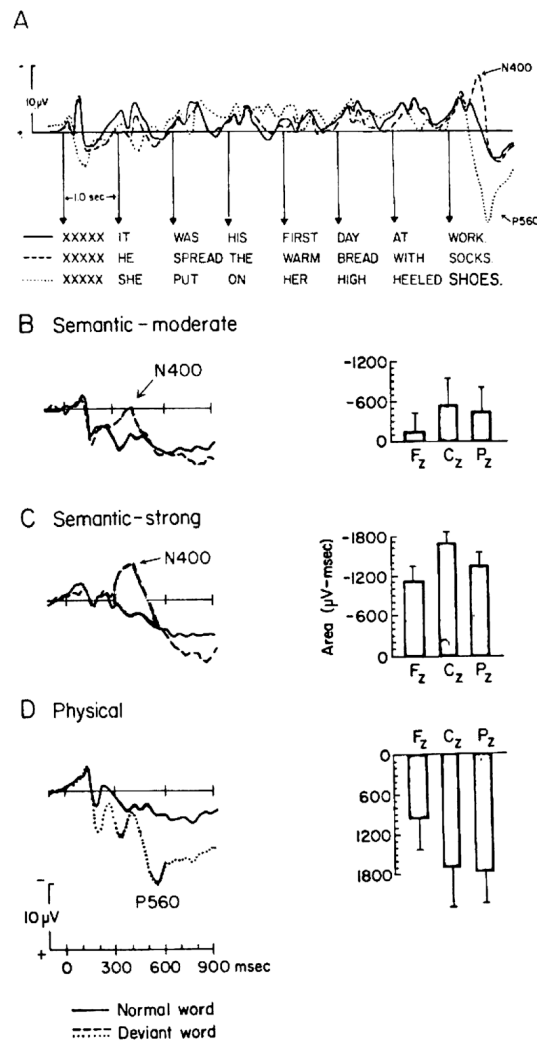 A
-
10 μV
+
N400
1.0 sec
P560
XXXXX IT WAS HIS FIRST DAY AT WORK.
XXXXX HE SPREAD THE WARM BREAD WITH SOCKS.
XXXXX SHE PUT ON HER HIGH HEELED SHOES.
B Semantic-moderate
N400
-1200
-600
0
Fz Cz Pz
C Semantic-strong
N400
Area (μV-msec)
-1800
-1200
-600
0
Fz Cz Pz
D Physical
Fz Cz Pz
0
600
1200
1800
P560
-
10 μV
+
0 300 600 900 msec
Normal word
Deviant word